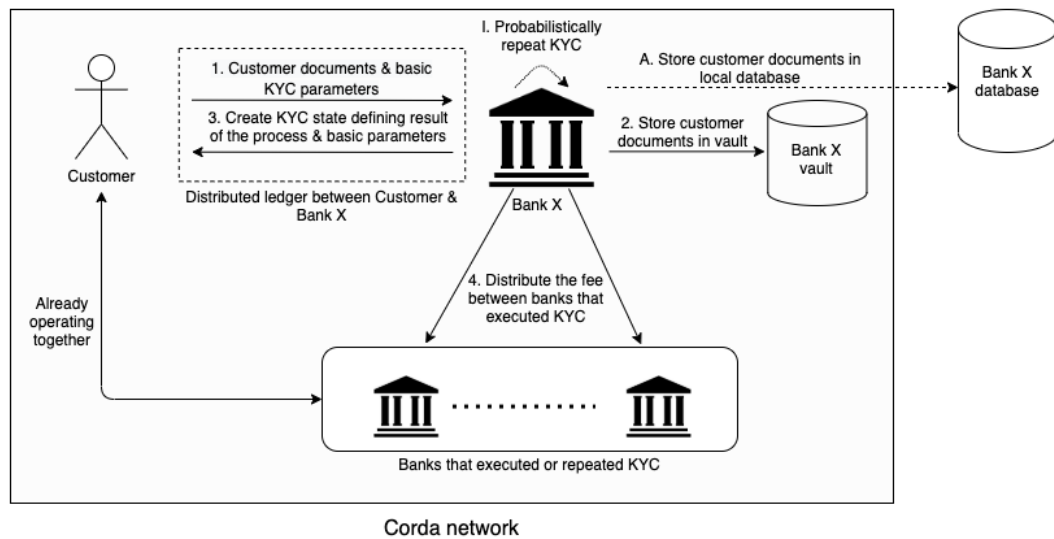 I. Probabilistically
repeat KYC
1. Customer documents & basic
KYC parameters
A. Store customer documents in
local database
Bank X
database
3. Create KYC state defining result
of the process & basic parameters
2. Store customer
documents in vault
Bank X
vault
Customer
Distributed ledger between Customer &
Bank X
Bank X
4. Distribute the fee
between banks that
executed KYC
Already
operating
together
Banks that executed or repeated KYC
Corda network